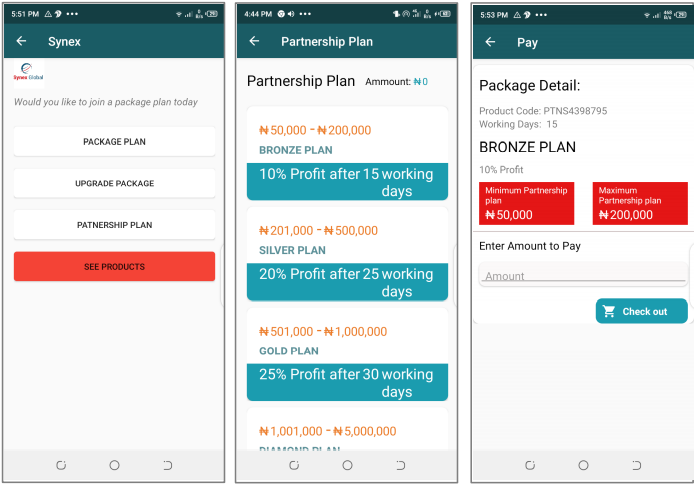 5:51 PM
Synex
Synex Global
Would you like to join a package plan today
PACKAGE PLAN
UPGRADE PACKAGE
PATNERSHIP PLAN
SEE PRODUCTS
4:44 PM
Partnership Plan
Partnership Plan Ammount: ₦0
₦50,000 - ₦200,000
BRONZE PLAN
10% Profit after 15 working
days
₦201,000 - ₦500,000
SILVER PLAN
20% Profit after 25 working
days
₦501,000 - ₦1,000,000
GOLD PLAN
25% Profit after 30 working
days
₦1,001,000 - ₦5,000,000
DIAMOND PLAN
5:53 PM
Pay
Package Detail:
Product Code: PTNS4398795
Working Days: 15
BRONZE PLAN
10% Profit
Minimum Partnership
plan
₦50,000
Maximum
Partnership plan
₦200,000
Enter Amount to Pay
Amount
Check out